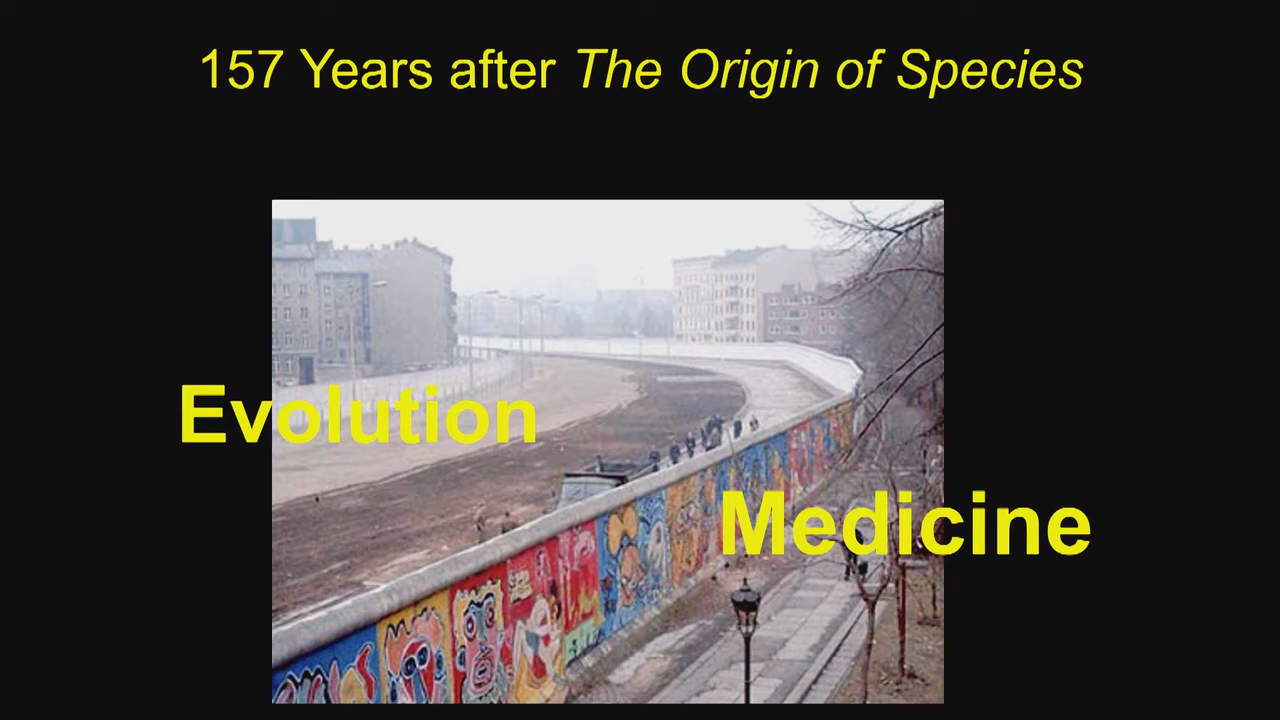 157 Years after The Origin of Species
Evolution
Medicine